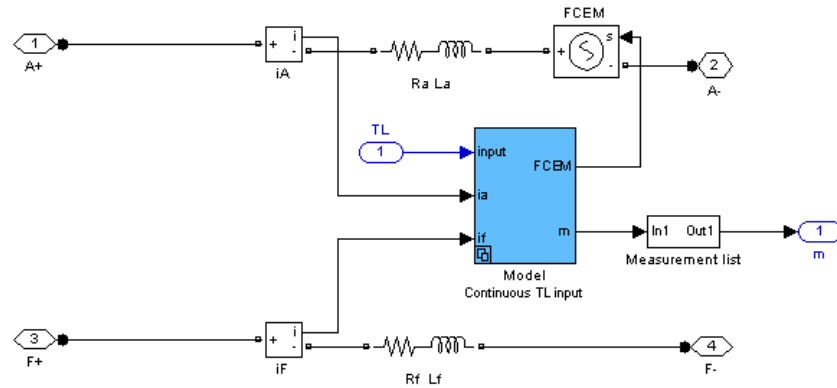 FCEM
1
A+
+
i
-
iA
Ra La
+
s
-
2
A-
TL
1
input
FCEM
ia
if
m
Model
Continuous TL input
In1 Out1
Measurement list
1
m
3
F+
+
i
-
iF
Rf Lf
4
F-